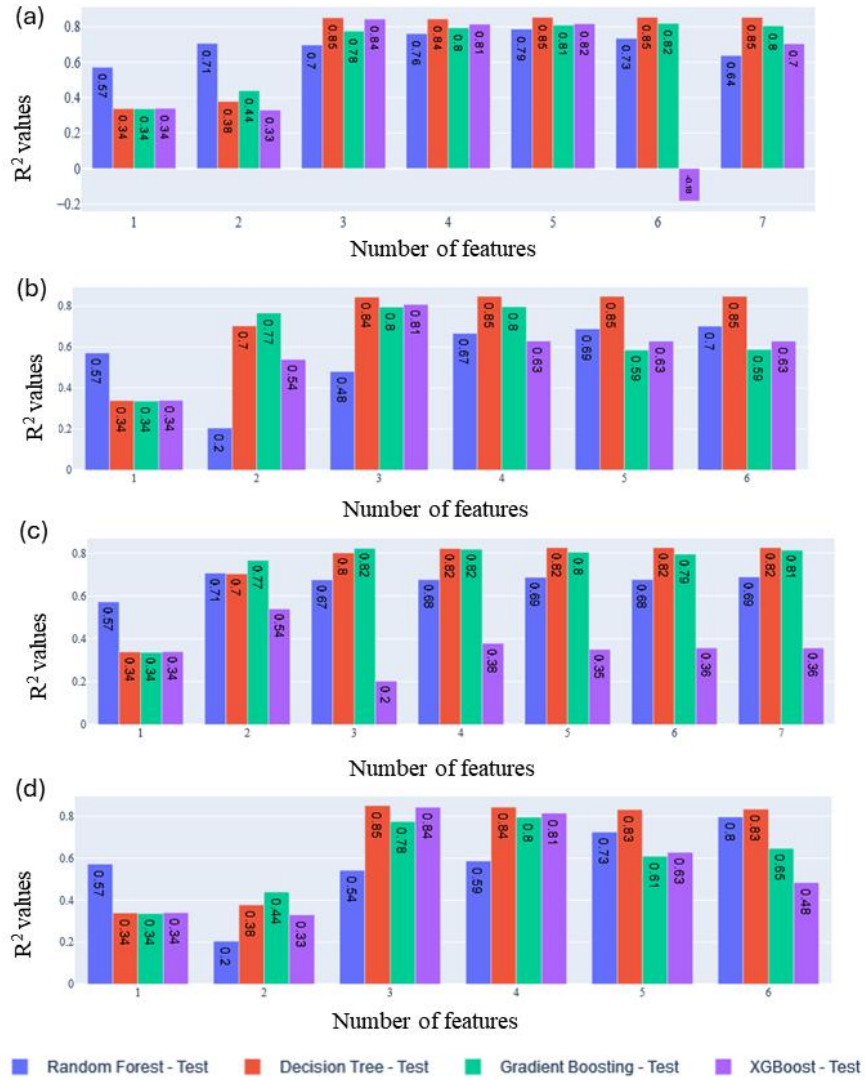 (a)
R² values
0.8
0.6
0.4
0.2
0
−0.2
0.57 0.34 0.34 0.34 0.71 0.38 0.44 0.33 0.7 0.85 0.78 0.84 0.76 0.84 0.8 0.81 0.79 0.85 0.81 0.82 0.73 0.85 0.82 -0.18 0.64 0.85 0.8 0.7
1 2 3 4 5 6 7
Number of features
(b)
R² values
0.8
0.6
0.4
0.2
0
0.57 0.34 0.34 0.34 0.2 0.7 0.77 0.54 0.48 0.84 0.8 0.81 0.67 0.85 0.8 0.63 0.69 0.85 0.59 0.63 0.7 0.85 0.59 0.63
1 2 3 4 5 6
Number of features
(c)
R² values
0.8
0.6
0.4
0.2
0
0.57 0.34 0.34 0.34 0.71 0.7 0.77 0.54 0.67 0.8 0.82 0.2 0.68 0.82 0.82 0.38 0.69 0.82 0.8 0.35 0.68 0.82 0.79 0.36 0.69 0.82 0.81 0.36
1 2 3 4 5 6 7
Number of features
(d)
R² values
0.8
0.6
0.4
0.2
0
0.57 0.34 0.34 0.34 0.2 0.38 0.44 0.33 0.54 0.85 0.78 0.84 0.59 0.84 0.8 0.81 0.73 0.83 0.61 0.63 0.8 0.83 0.65 0.48
1 2 3 4 5 6
Number of features
Random Forest - Test Decision Tree - Test Gradient Boosting - Test XGBoost - Test